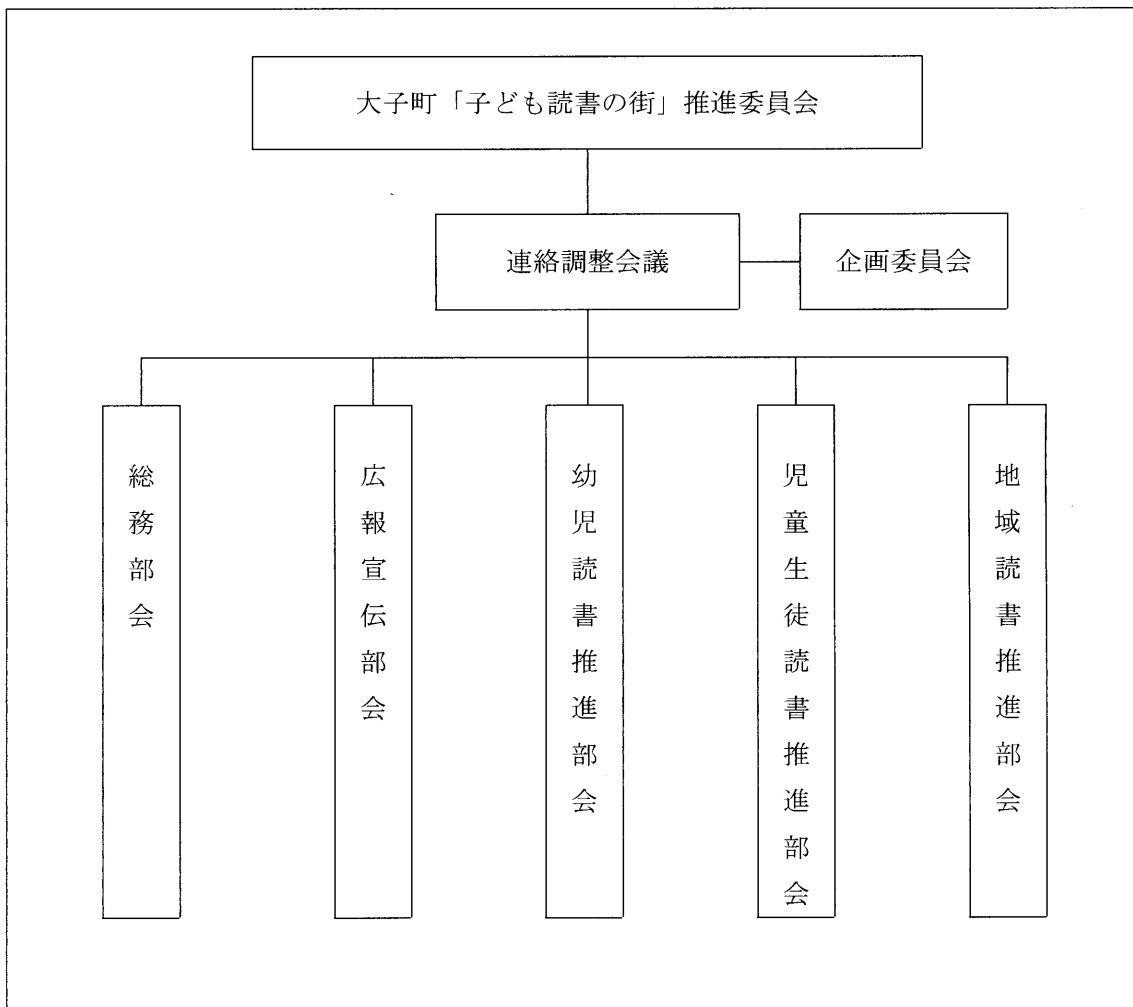 大子町「子ども読書の街」推進委員会
連絡調整会議
企画委員会
総務部会
広報宣伝部会
幼児読書推進部会
児童生徒読書推進部会
地域読書推進部会